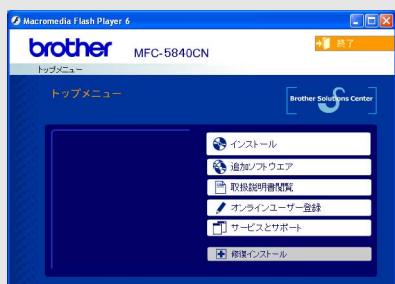 Macromedia Flash Player 6
brother MFC-5840CN 終了
トップメニュー
トップメニュー
Brother Solutions Center
インストール
追加ソフトウエア
取扱説明書閲覧
オンラインユーザー登録
サービスとサポート
修復インストール